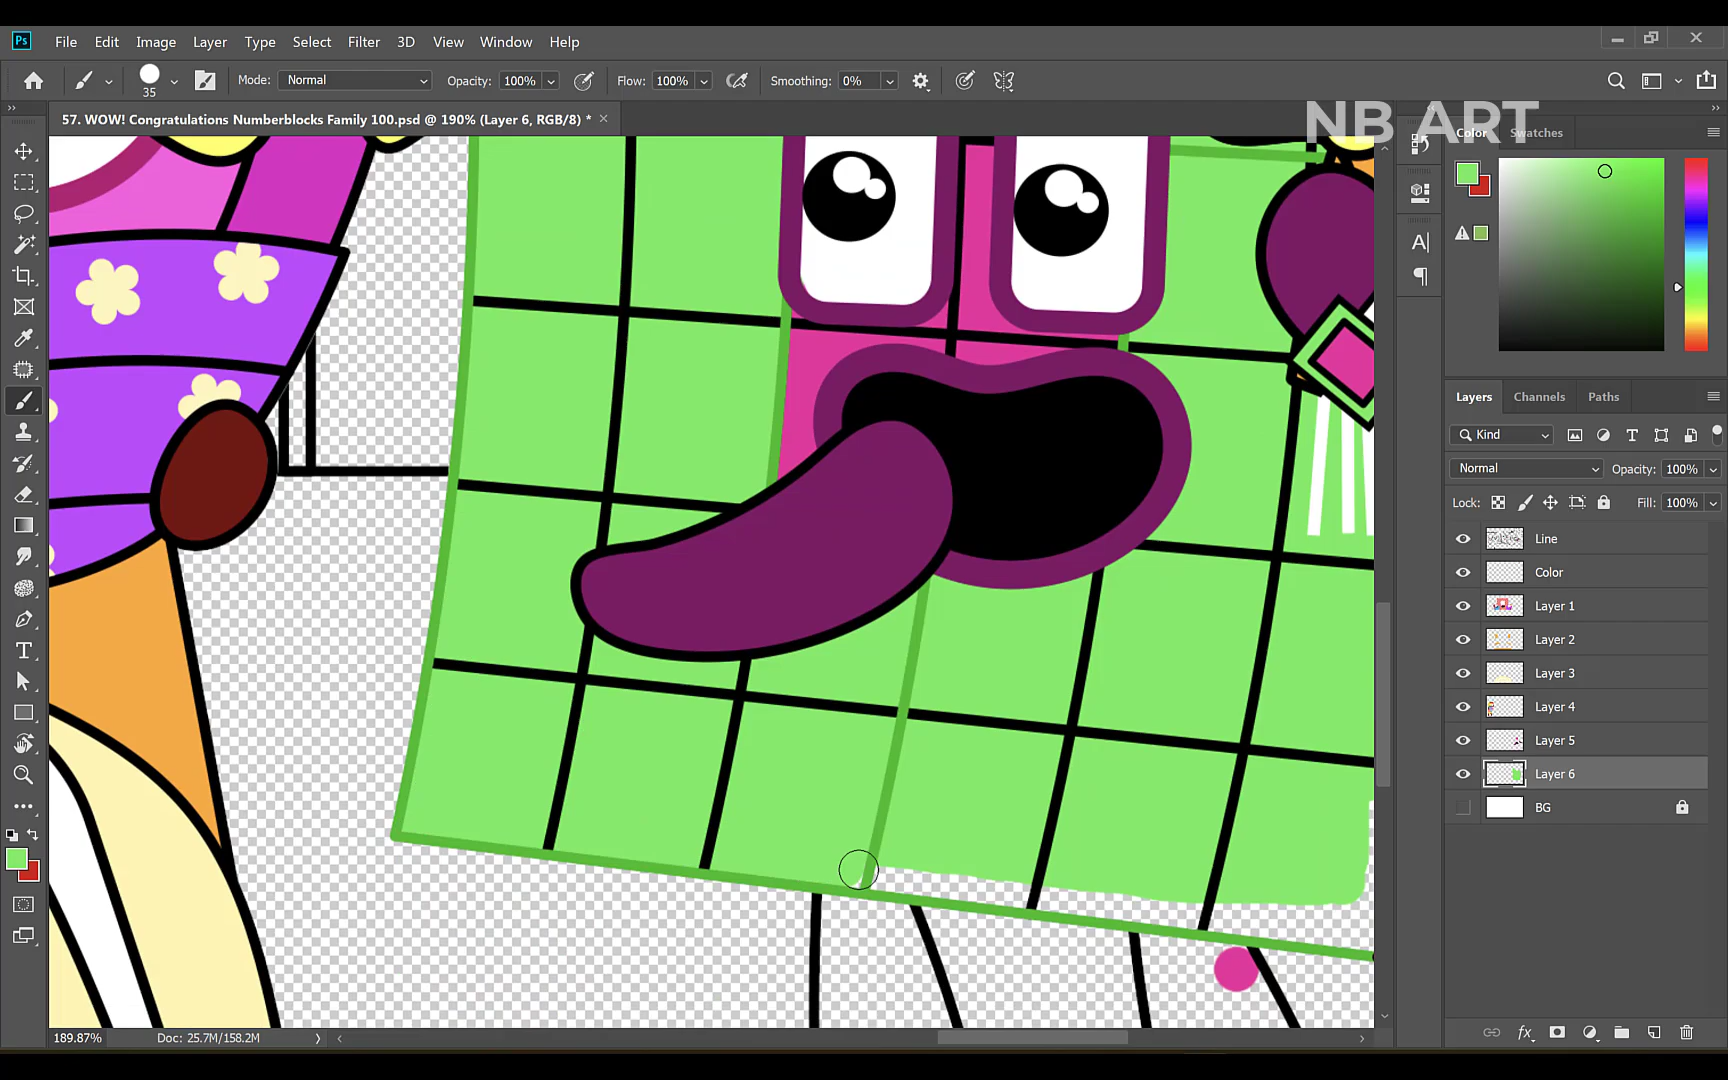 Ps File Edit Image Layer Type Select Filter 3D View Window Help
35 Mode: Normal Opacity: 100% Flow: 100% Smoothing: 0%
57. WOW! Congratulations Numberblocks Family 100.psd @ 190% (Layer 6, RGB/8) *
NB ART
Color Swatches
Layers Channels Paths
Kind
Normal Opacity: 100%
Lock: Fill: 100%
Line
Color
Layer 1
Layer 2
Layer 3
Layer 4
Layer 5
Layer 6
BG
fx
189.87% Doc: 25.7M/158.2M